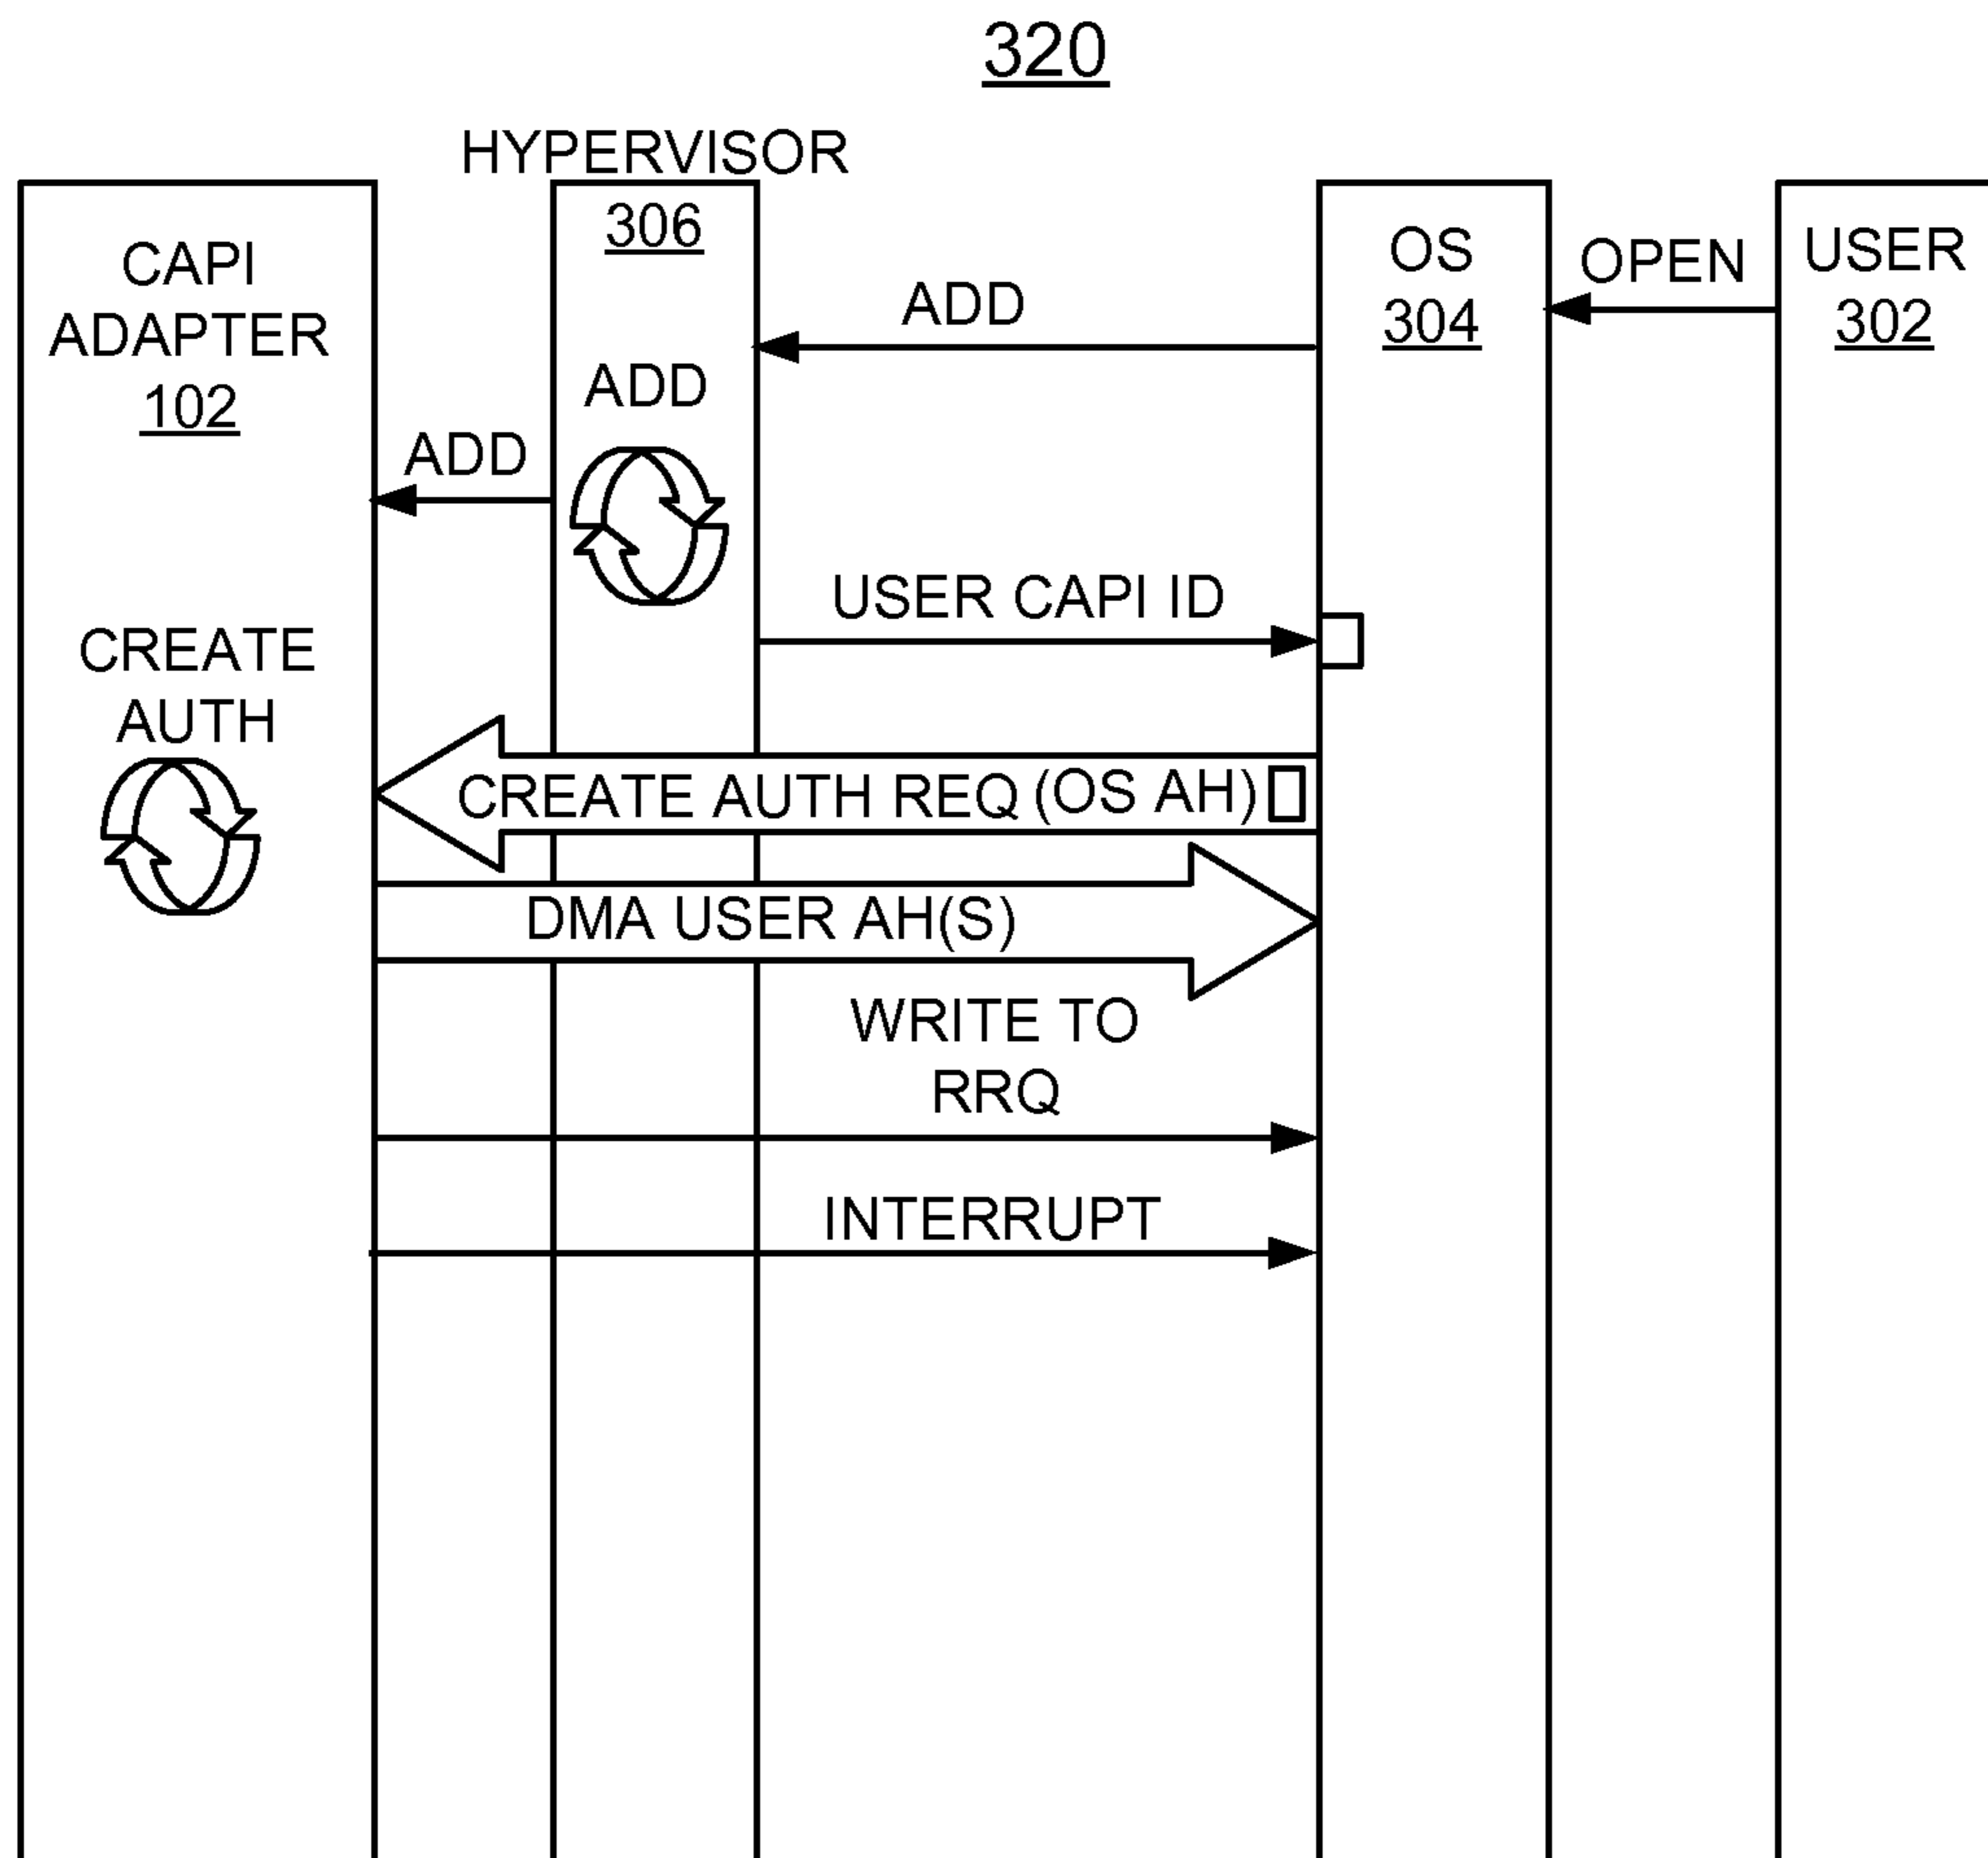 320
HYPERVISOR
306
CAPI
ADAPTER
102
OS
304
OPEN
USER
302
ADD
ADD
ADD
USER CAPI ID
CREATE
AUTH
CREATE AUTH REQ (OS AH)
DMA USER AH(S)
WRITE TO
RRQ
INTERRUPT